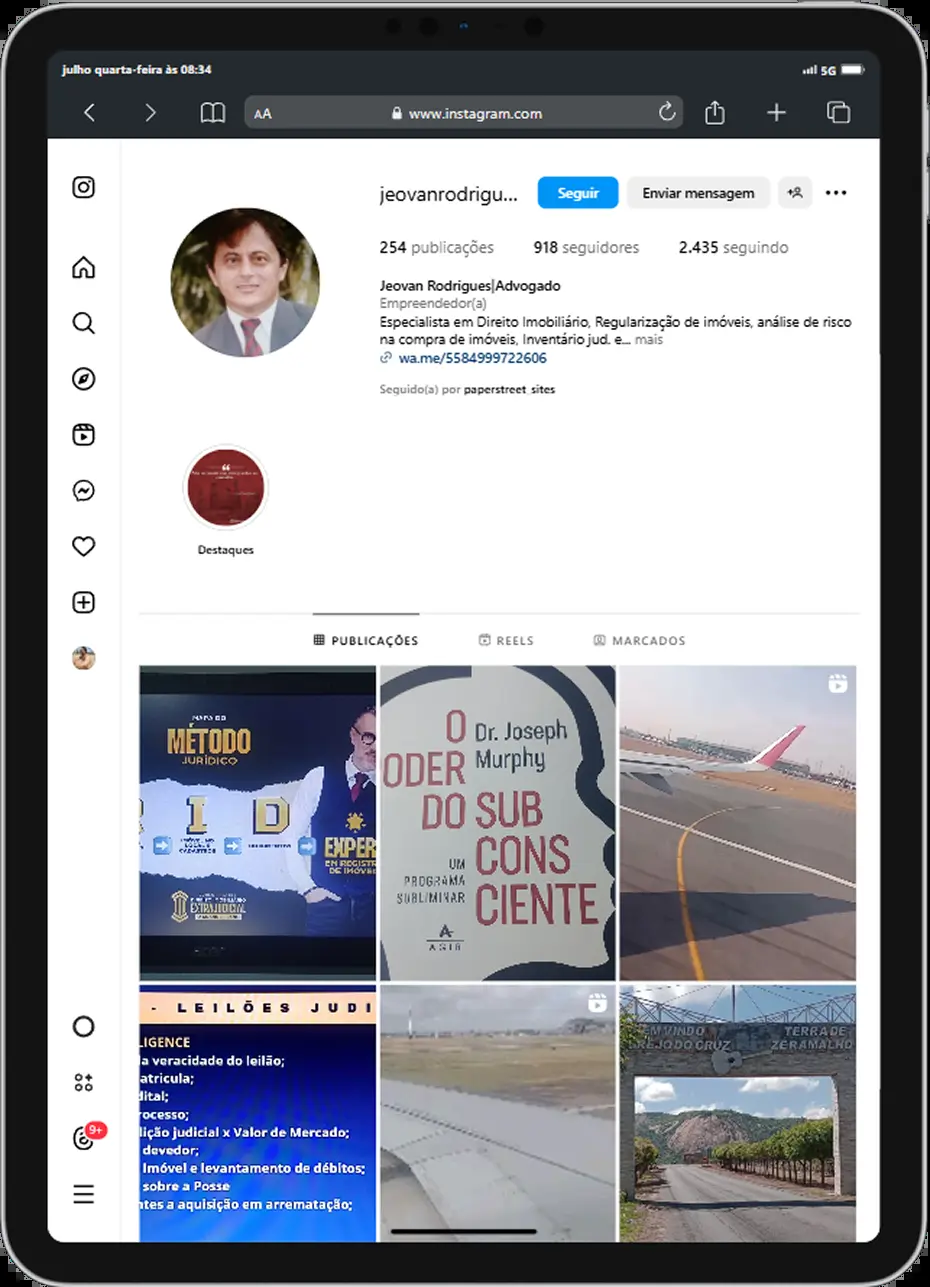 julho quarta-feira às 08:34
5G
AA
www.instagram.com
jeovanrodrigu...
Seguir
Enviar mensagem
254 publicações
918 seguidores
2.435 seguindo
Jeovan Rodrigues|Advogado
Empreendedor(a)
Especialista em Direito Imobiliário, Regularização de imóveis, análise de risco
na compra de imóveis, Inventário jud. e... mais
wa.me/5584999722606
Seguido(a) por paperstreet_sites
Destaques
PUBLICAÇÕES
REELS
MARCADOS
MAPA DO
MÉTODO
JURÍDICO
I D
EXPER
EM REGISTR
DE IMÓVE
EXTRAJUDICIAL
O
ODER
DO
Dr. Joseph
Murphy
SUB
CONS
CIENTE
UM
PROGRAMA
SUBLIMINAR
AGIR
- LEILÕES JUDI
LIGENCE
a veracidade do leilão;
atricula;
dital;
rocesso;
lição judicial x Valor de Mercado;
devedor;
Imóvel e levantamento de débitos;
sobre a Posse
ntes a aquisição em arrematação;
EM VINDO
REJO DO CRUZ
TERRA DE
ZÉ RAMALHO
9+